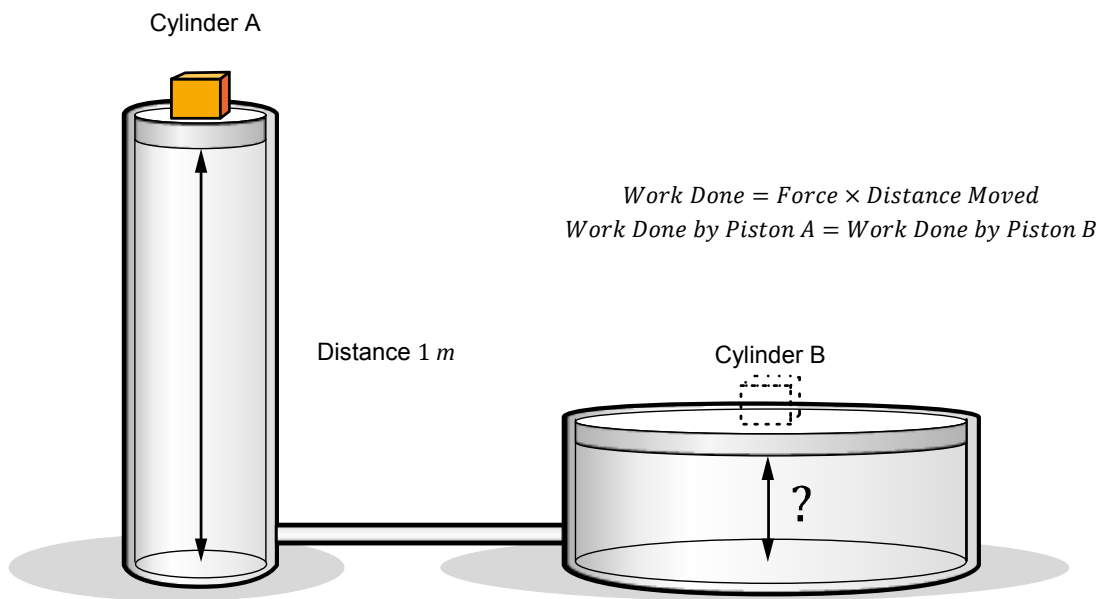 Cylinder A
Work Done = Force × Distance Moved
Work Done by Piston A = Work Done by Piston B
Distance 1 m
Cylinder B
?